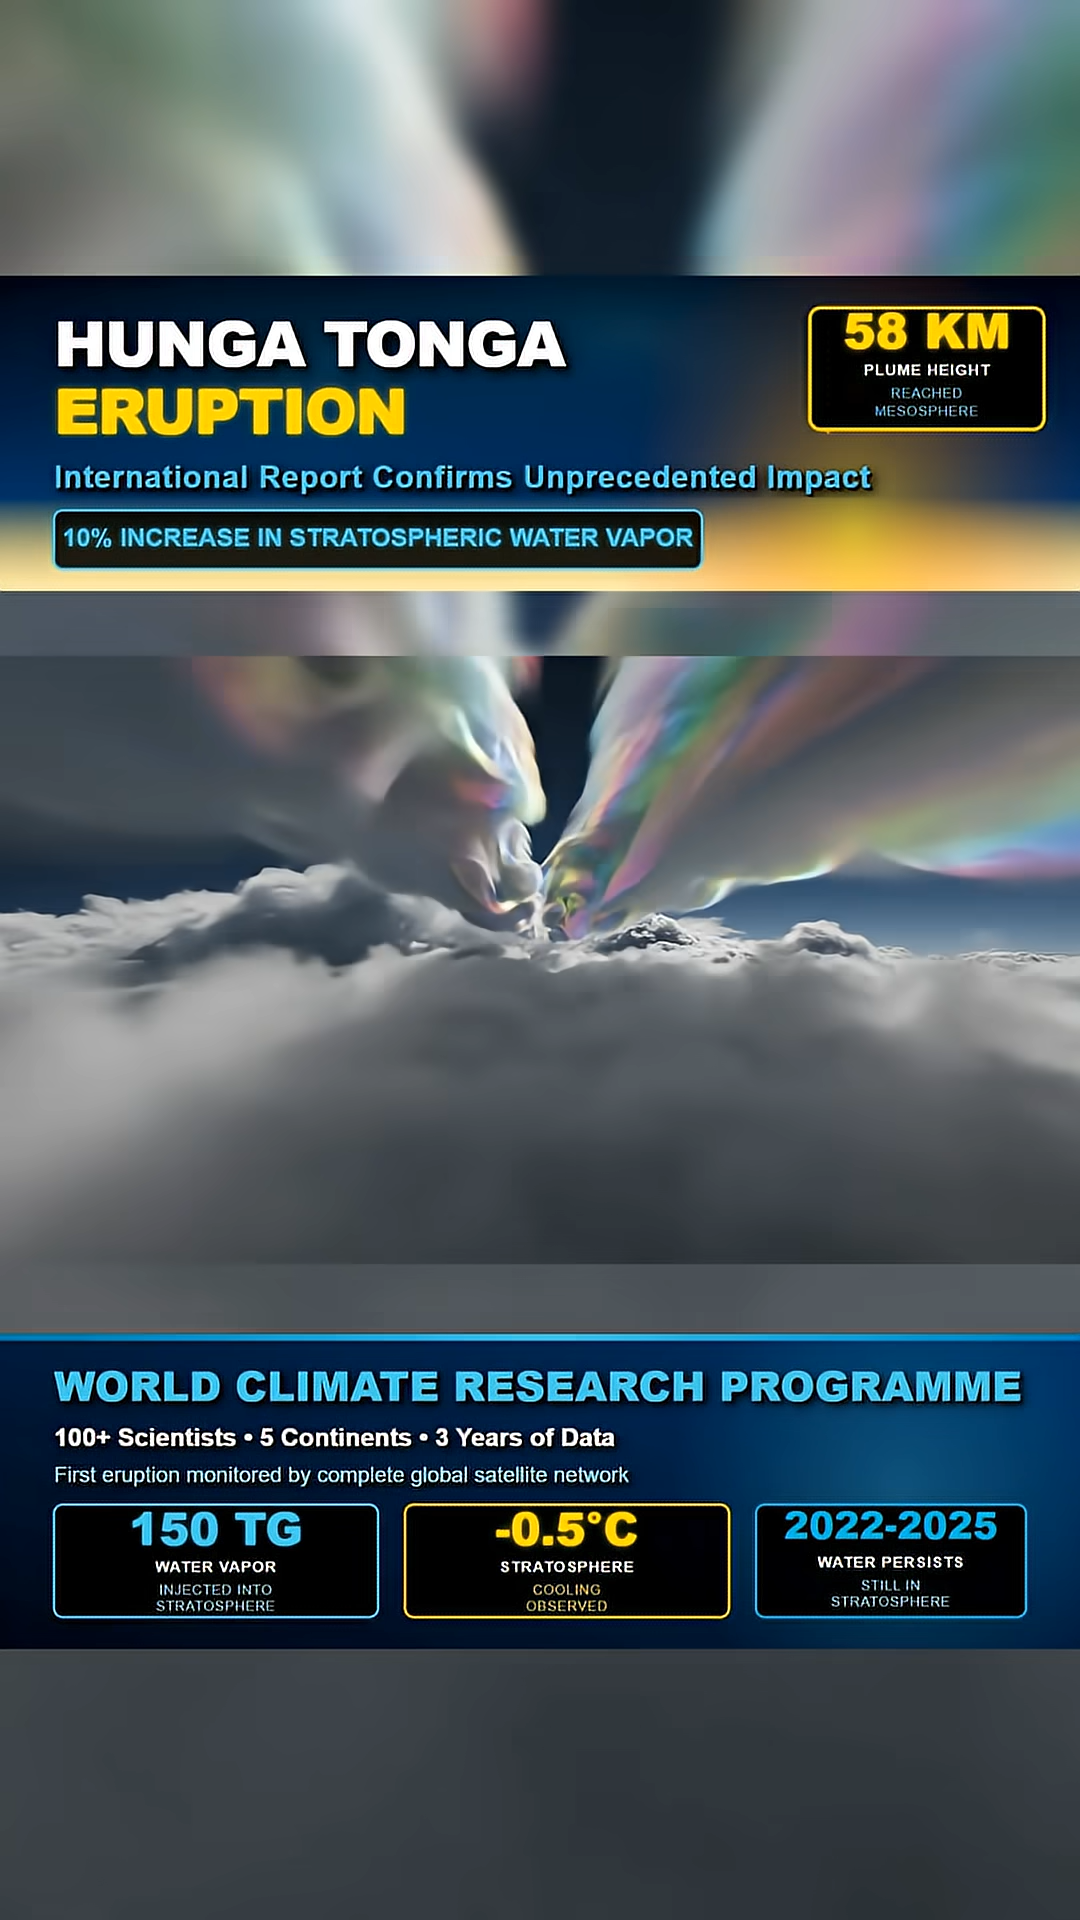 HUNGA TONGA
ERUPTION
International Report Confirms Unprecedented Impact
10% INCREASE IN STRATOSPHERIC WATER VAPOR
58 KM
PLUME HEIGHT
REACHED
MESOSPHERE
WORLD CLIMATE RESEARCH PROGRAMME
100+ Scientists • 5 Continents • 3 Years of Data
First eruption monitored by complete global satellite network
150 TG
WATER VAPOR
INJECTED INTO
STRATOSPHERE
-0.5°C
STRATOSPHERE
COOLING
OBSERVED
2022-2025
WATER PERSISTS
STILL IN
STRATOSPHERE